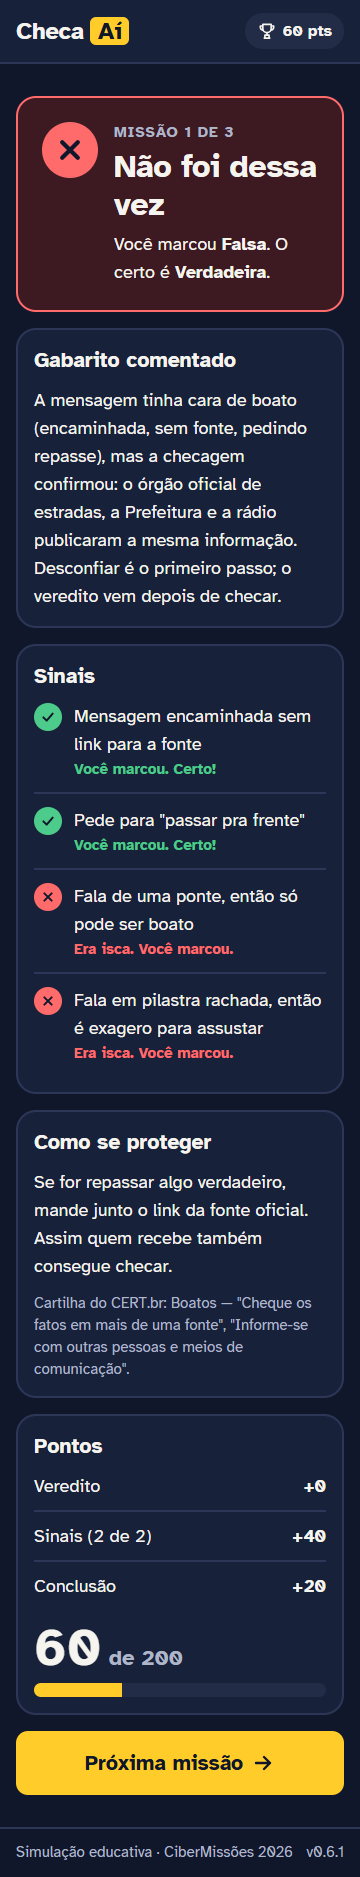 Checa Aí
60 pts
MISSÃO 1 DE 3
Não foi dessa
vez
Você marcou Falsa. O
certo é Verdadeira.
Gabarito comentado
A mensagem tinha cara de boato
(encaminhada, sem fonte, pedindo
repasse), mas a checagem
confirmou: o órgão oficial de
estradas, a Prefeitura e a rádio
publicaram a mesma informação.
Desconfiar é o primeiro passo; o
veredito vem depois de checar.
Sinais
Mensagem encaminhada sem
link para a fonte
Você marcou. Certo!
Pede para "passar pra frente"
Você marcou. Certo!
Fala de uma ponte, então só
pode ser boato
Era isca. Você marcou.
Fala em pilastra rachada, então
é exagero para assustar
Era isca. Você marcou.
Como se proteger
Se for repassar algo verdadeiro,
mande junto o link da fonte oficial.
Assim quem recebe também
consegue checar.
Cartilha do CERT.br: Boatos — "Cheque os
fatos em mais de uma fonte", "Informe-se
com outras pessoas e meios de
comunicação".
Pontos
Veredito +0
Sinais (2 de 2) +40
Conclusão +20
60 de 200
Próxima missão →
Simulação educativa · CiberMissões 2026 v0.6.1